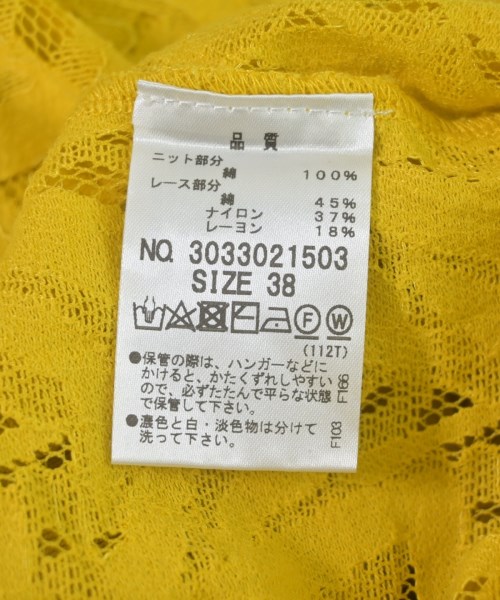 品質
ニット部分
綿 100%
レース部分
綿 45%
ナイロン 37%
レーヨン 18%
NO. 3033021503
SIZE 38
F W
(112T)
●保管の際は、ハンガーなどに
かけると、かたくずれしやすい
ので、必ずたたんで平らな状態
で保管して下さい。
●濃色と白・淡色物は分けて
洗って下さい。
F103 F186